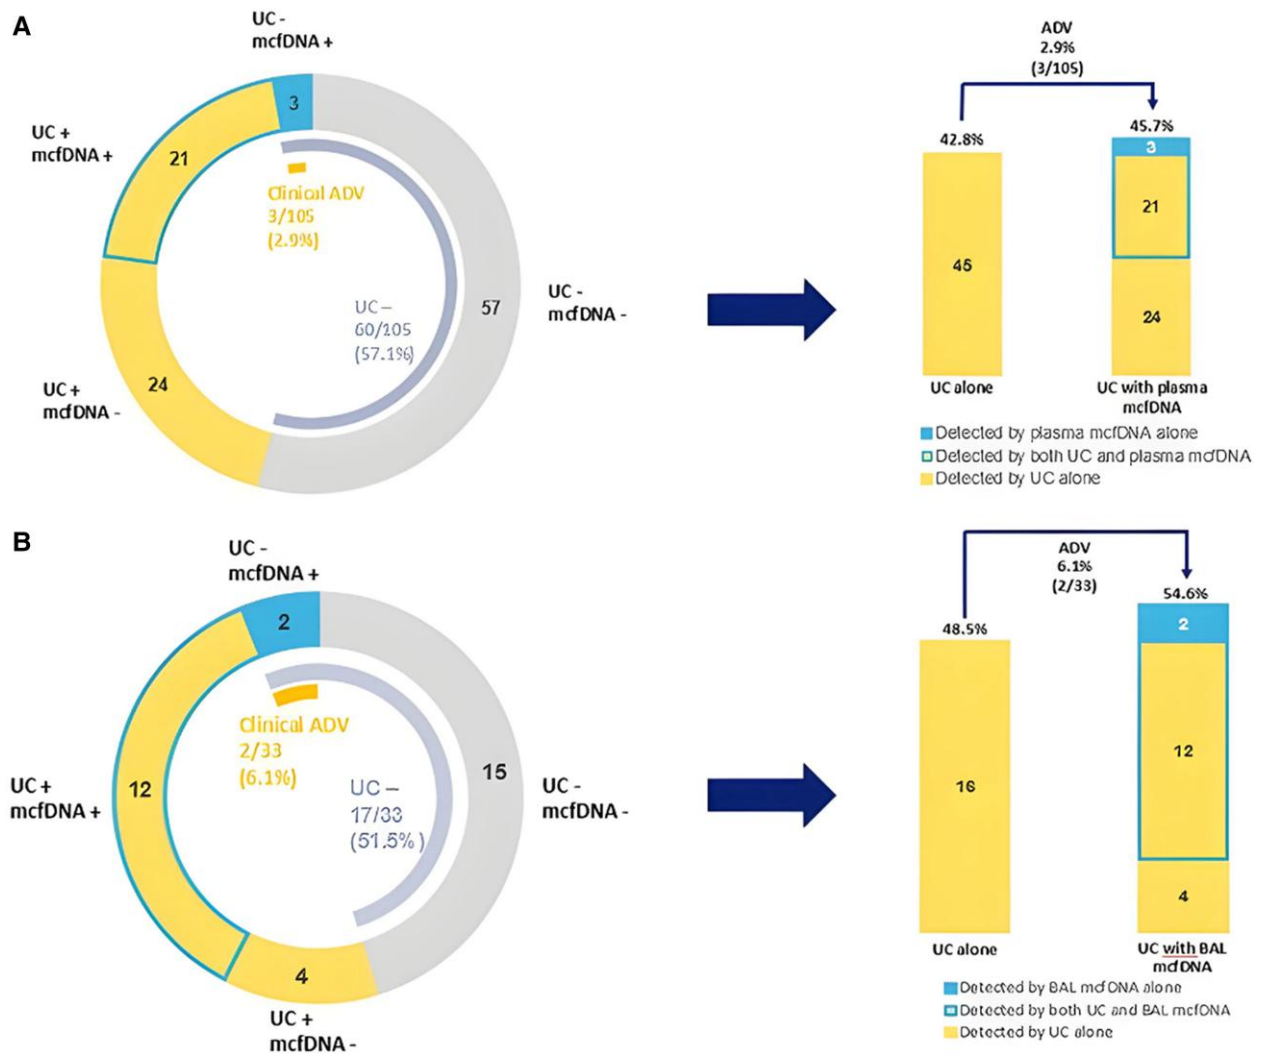 A
UC -
mcfDNA +
UC +
mcfDNA +
21
3
Clinical ADV
3/105
(2.9%)
UC –
60/105
(57.1%)
57
UC -
mcfDNA -
24
UC +
mcfDNA -
ADV
2.9%
(3/105)
42.8%
45.7%
3
21
45
24
UC alone
UC with plasma
mcfDNA
Detected by plasma mcfDNA alone
Detected by both UC and plasma mcfDNA
Detected by UC alone
B
UC -
mcfDNA +
2
Clinical ADV
2/33
(6.1%)
UC –
17/33
(51.5%)
12
UC +
mcfDNA +
15
UC -
mcfDNA -
4
UC +
mcfDNA -
ADV
6.1%
(2/33)
48.5%
54.6%
2
12
16
4
UC alone
UC with BAL
mcfDNA
Detected by BAL mcfDNA alone
Detected by both UC and BAL mcfDNA
Detected by UC alone